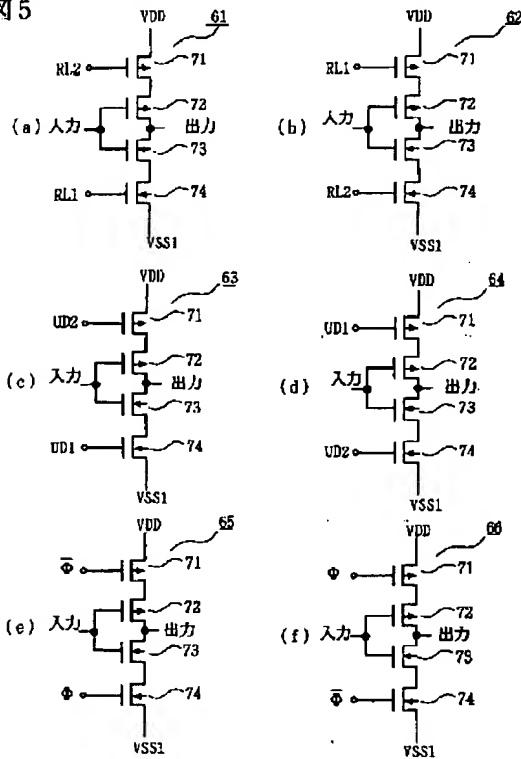 図5
VDD 61
RL2 71
72
(a) 入力 出力
73
RL1 74
VSS1
VDD 62
RL1 71
72
(b) 入力 出力
73
RL2 74
VSS1
VDD 63
UD2 71
72
(c) 入力 出力
73
UD1 74
VSS1
VDD 64
UD1 71
72
(d) 入力 出力
73
UD2 74
VSS1
VDD 65
Φ̅ 71
72
(e) 入力 出力
73
Φ 74
VSS1
VDD 66
Φ 71
72
(f) 入力 出力
73
Φ̅ 74
VSS1